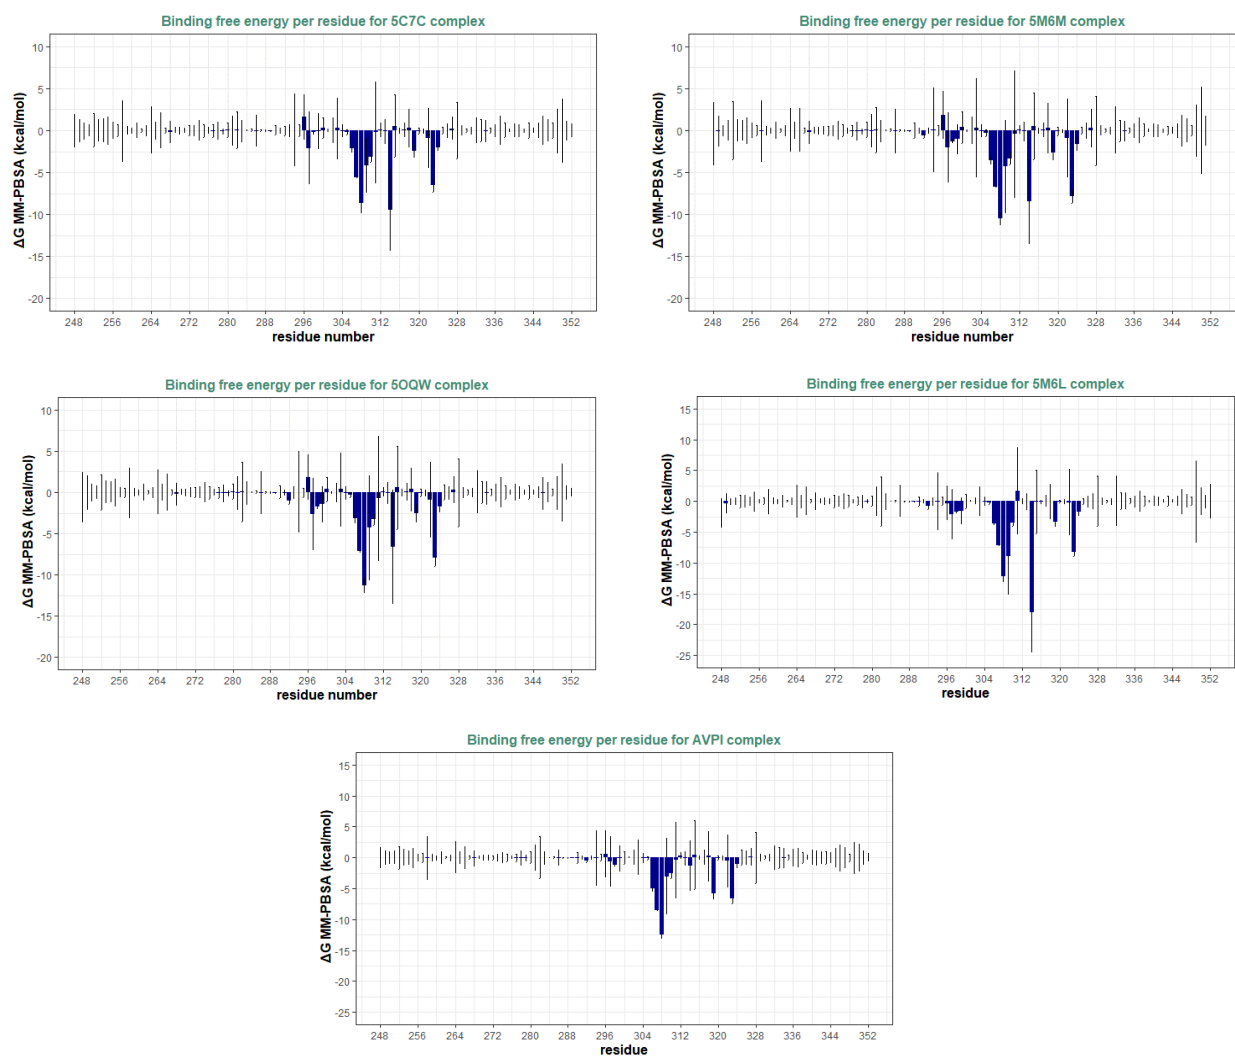 Binding free energy per residue for 5C7C complex
ΔG MM-PBSA (kcal/mol)
10
5
0
-5
-10
-15
-20
248 256 264 272 280 288 296 304 312 320 328 336 344 352
residue number
Binding free energy per residue for 5M6M complex
ΔG MM-PBSA (kcal/mol)
10
5
0
-5
-10
-15
-20
248 256 264 272 280 288 296 304 312 320 328 336 344 352
residue number
Binding free energy per residue for 5OQW complex
ΔG MM-PBSA (kcal/mol)
10
5
0
-5
-10
-15
-20
248 256 264 272 280 288 296 304 312 320 328 336 344 352
residue number
Binding free energy per residue for 5M6L complex
ΔG MM-PBSA (kcal/mol)
15
10
5
0
-5
-10
-15
-20
-25
248 256 264 272 280 288 296 304 312 320 328 336 344 352
residue
Binding free energy per residue for AVPI complex
ΔG MM-PBSA (kcal/mol)
15
10
5
0
-5
-10
-15
-20
-25
248 256 264 272 280 288 296 304 312 320 328 336 344 352
residue